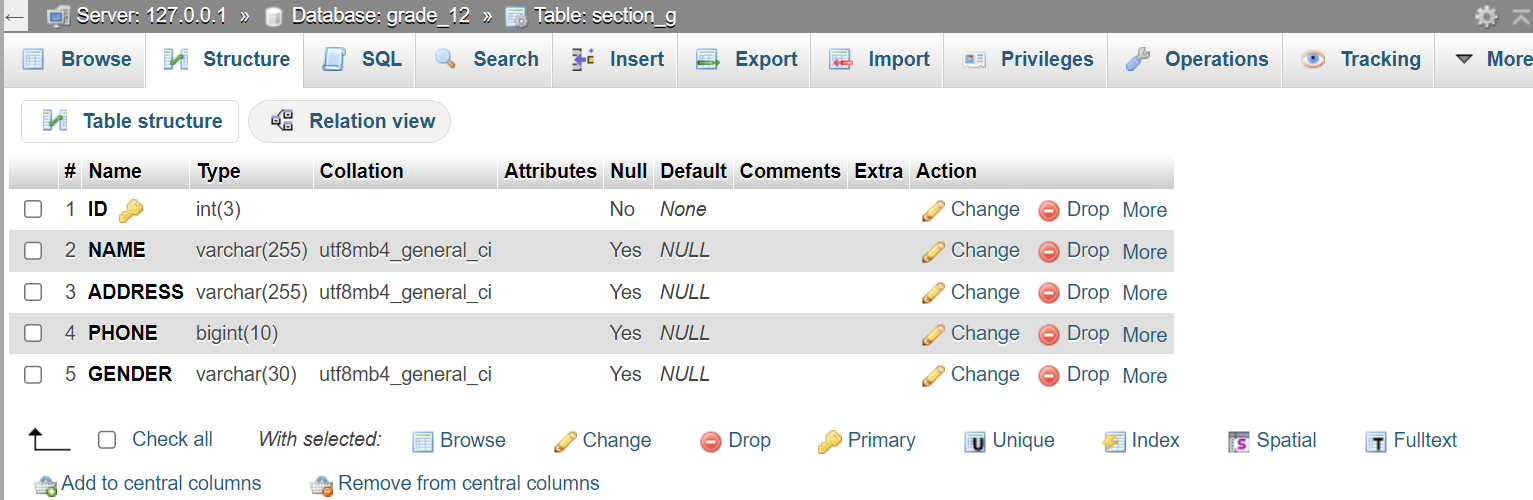 ← Server: 127.0.0.1 » Database: grade_12 » Table: section_g
Browse Structure SQL Search Insert Export Import Privileges Operations Tracking More
Table structure Relation view
# Name Type Collation Attributes Null Default Comments Extra Action
1 ID int(3) No None Change Drop More
2 NAME varchar(255) utf8mb4_general_ci Yes NULL Change Drop More
3 ADDRESS varchar(255) utf8mb4_general_ci Yes NULL Change Drop More
4 PHONE bigint(10) Yes NULL Change Drop More
5 GENDER varchar(30) utf8mb4_general_ci Yes NULL Change Drop More
Check all With selected: Browse Change Drop Primary Unique Index Spatial Fulltext
Add to central columns Remove from central columns